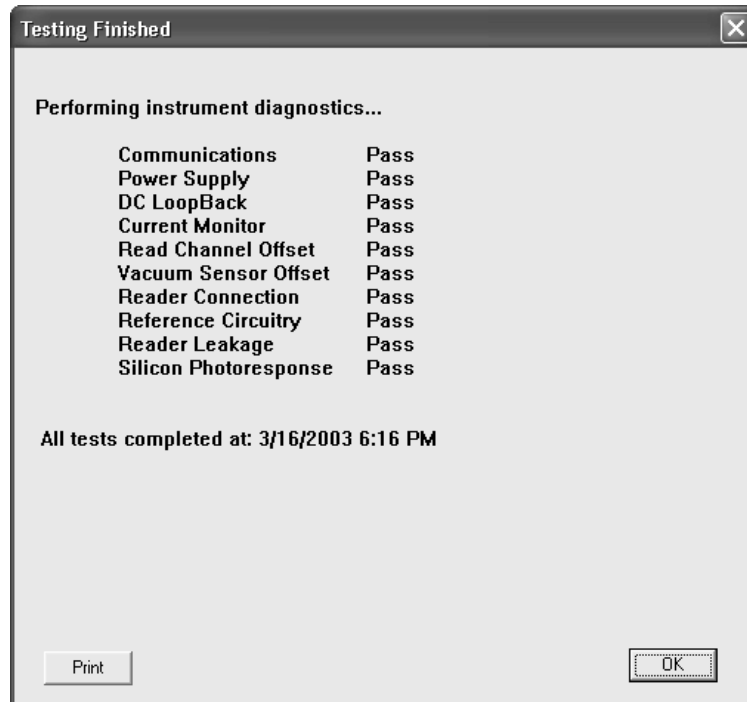 Testing Finished
Performing instrument diagnostics...
Communications Pass
Power Supply Pass
DC LoopBack Pass
Current Monitor Pass
Read Channel Offset Pass
Vacuum Sensor Offset Pass
Reader Connection Pass
Reference Circuitry Pass
Reader Leakage Pass
Silicon Photoresponse Pass
All tests completed at: 3/16/2003 6:16 PM
Print OK